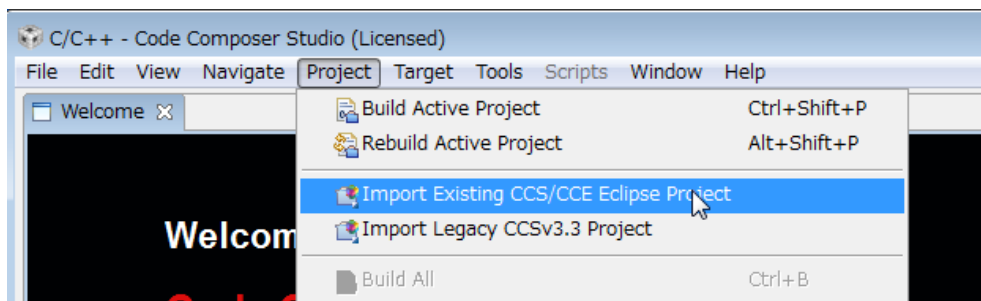 C/C++ - Code Composer Studio (Licensed)
File Edit View Navigate Project Target Tools Scripts Window Help
Welcome
Build Active Project Ctrl+Shift+P
Rebuild Active Project Alt+Shift+P
Import Existing CCS/CCE Eclipse Project
Welcom
Import Legacy CCSv3.3 Project
Build All Ctrl+B